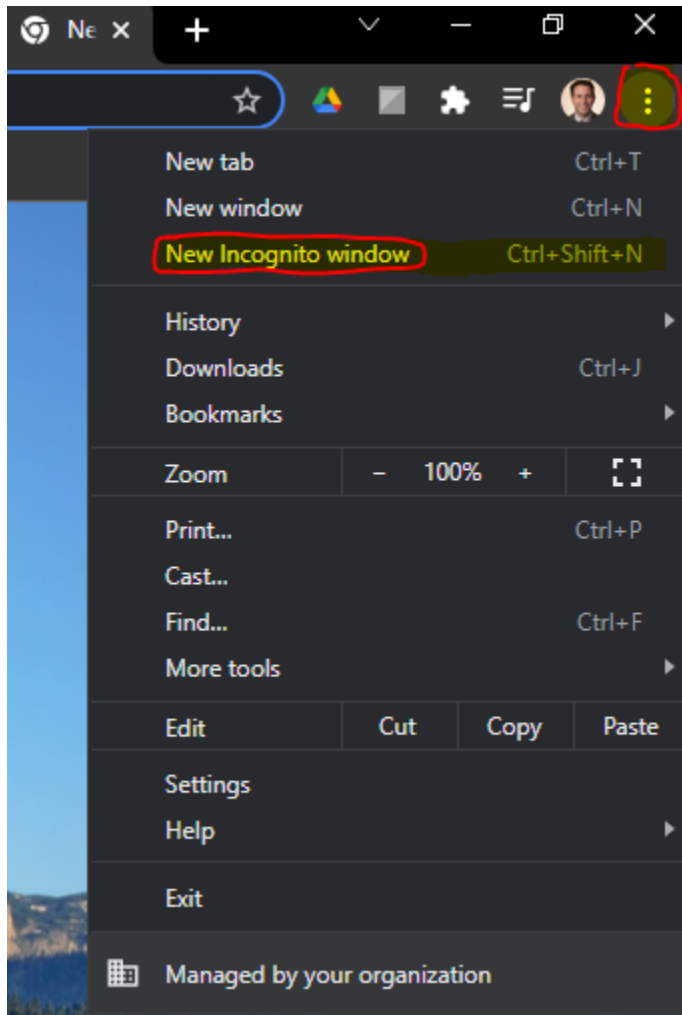 Ne
New tab Ctrl+T
New window Ctrl+N
New Incognito window Ctrl+Shift+N
History
Downloads Ctrl+J
Bookmarks
Zoom – 100% +
Print... Ctrl+P
Cast...
Find... Ctrl+F
More tools
Edit Cut Copy Paste
Settings
Help
Exit
Managed by your organization